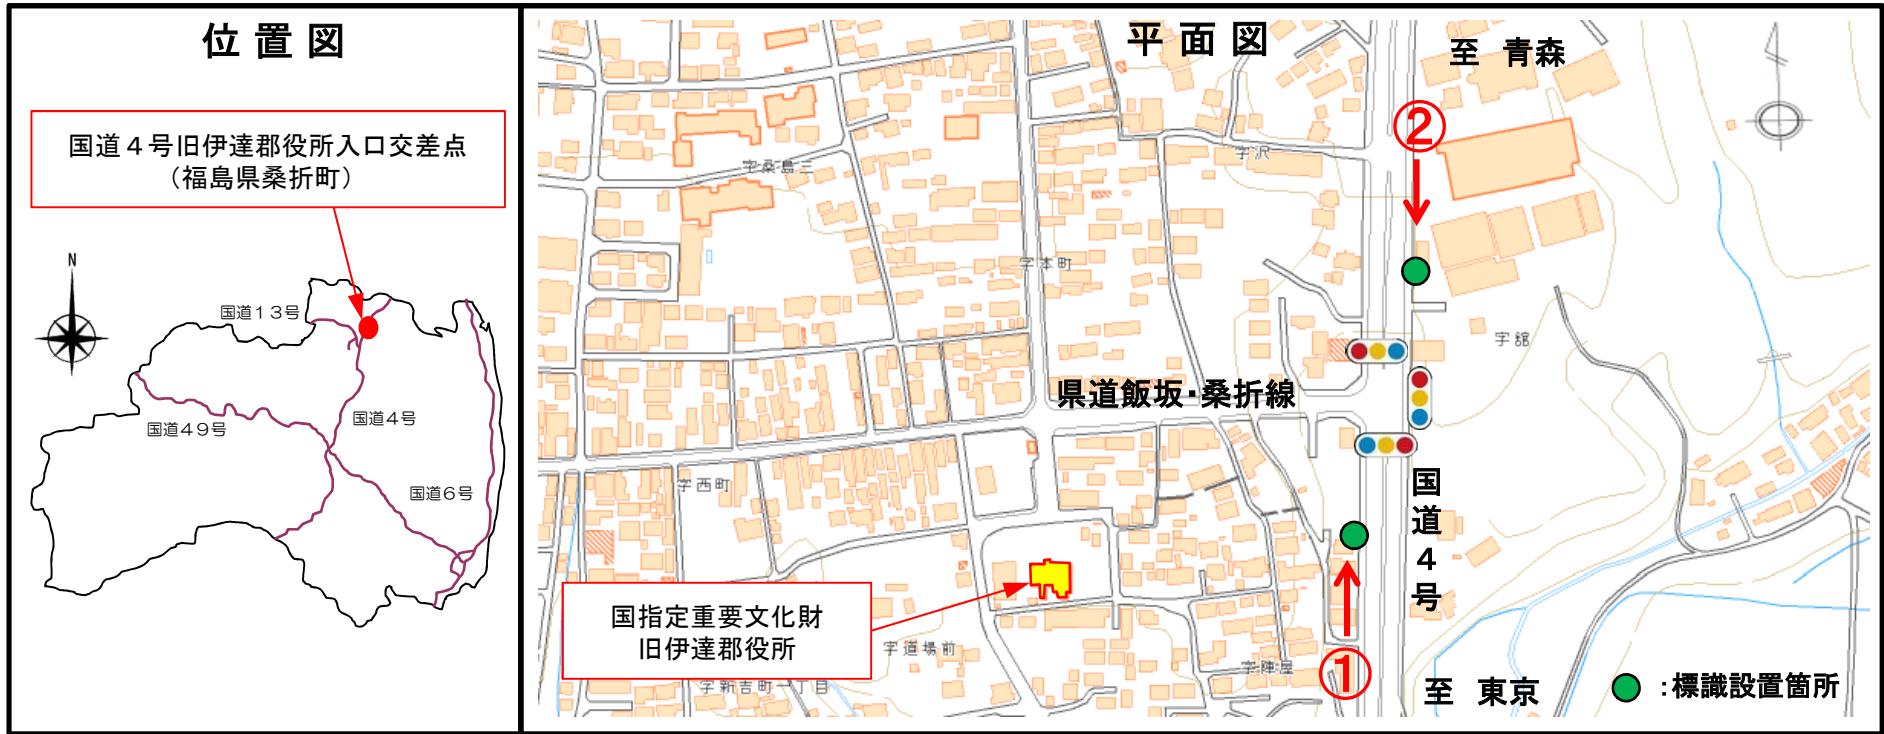 位置図
国道４号旧伊達郡役所入口交差点
（福島県桑折町）
N
国道１３号
国道４９号
国道４号
国道６号
平面図
至 青森
②
字桑島三
字沢
字本町
字舘
県道飯坂・桑折線
字西町
国道４号
国指定重要文化財
旧伊達郡役所
字道場前
字陣屋
字新吉町一丁目
①
至 東京
：標識設置箇所